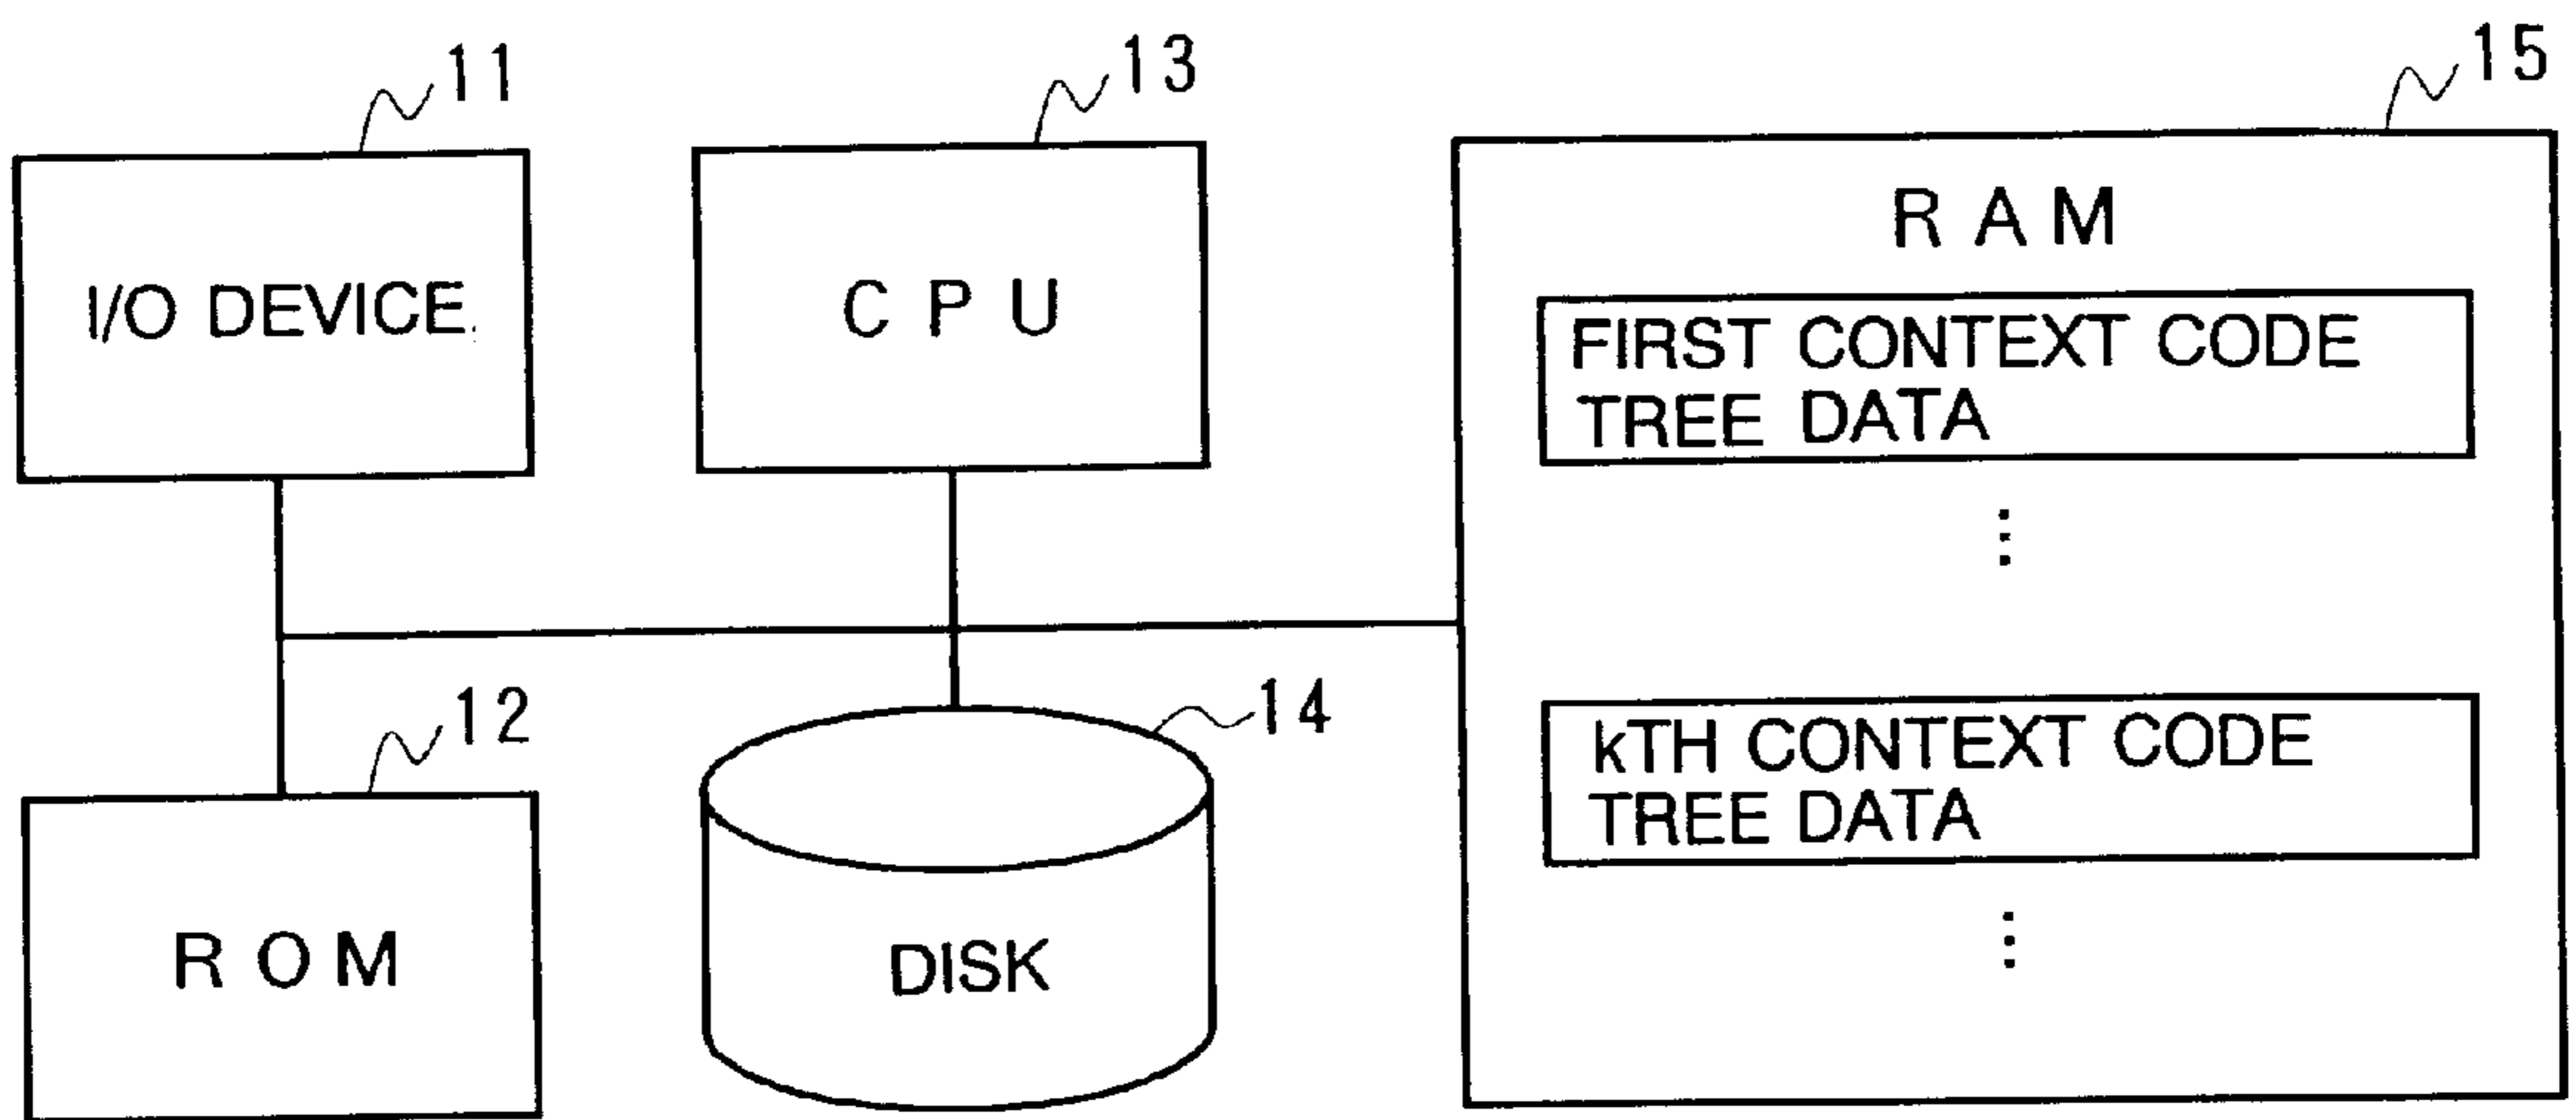 11
I/O DEVICE
13
C P U
15
R A M
FIRST CONTEXT CODE
TREE DATA
⋮
kTH CONTEXT CODE
TREE DATA
⋮
12
R O M
14
DISK